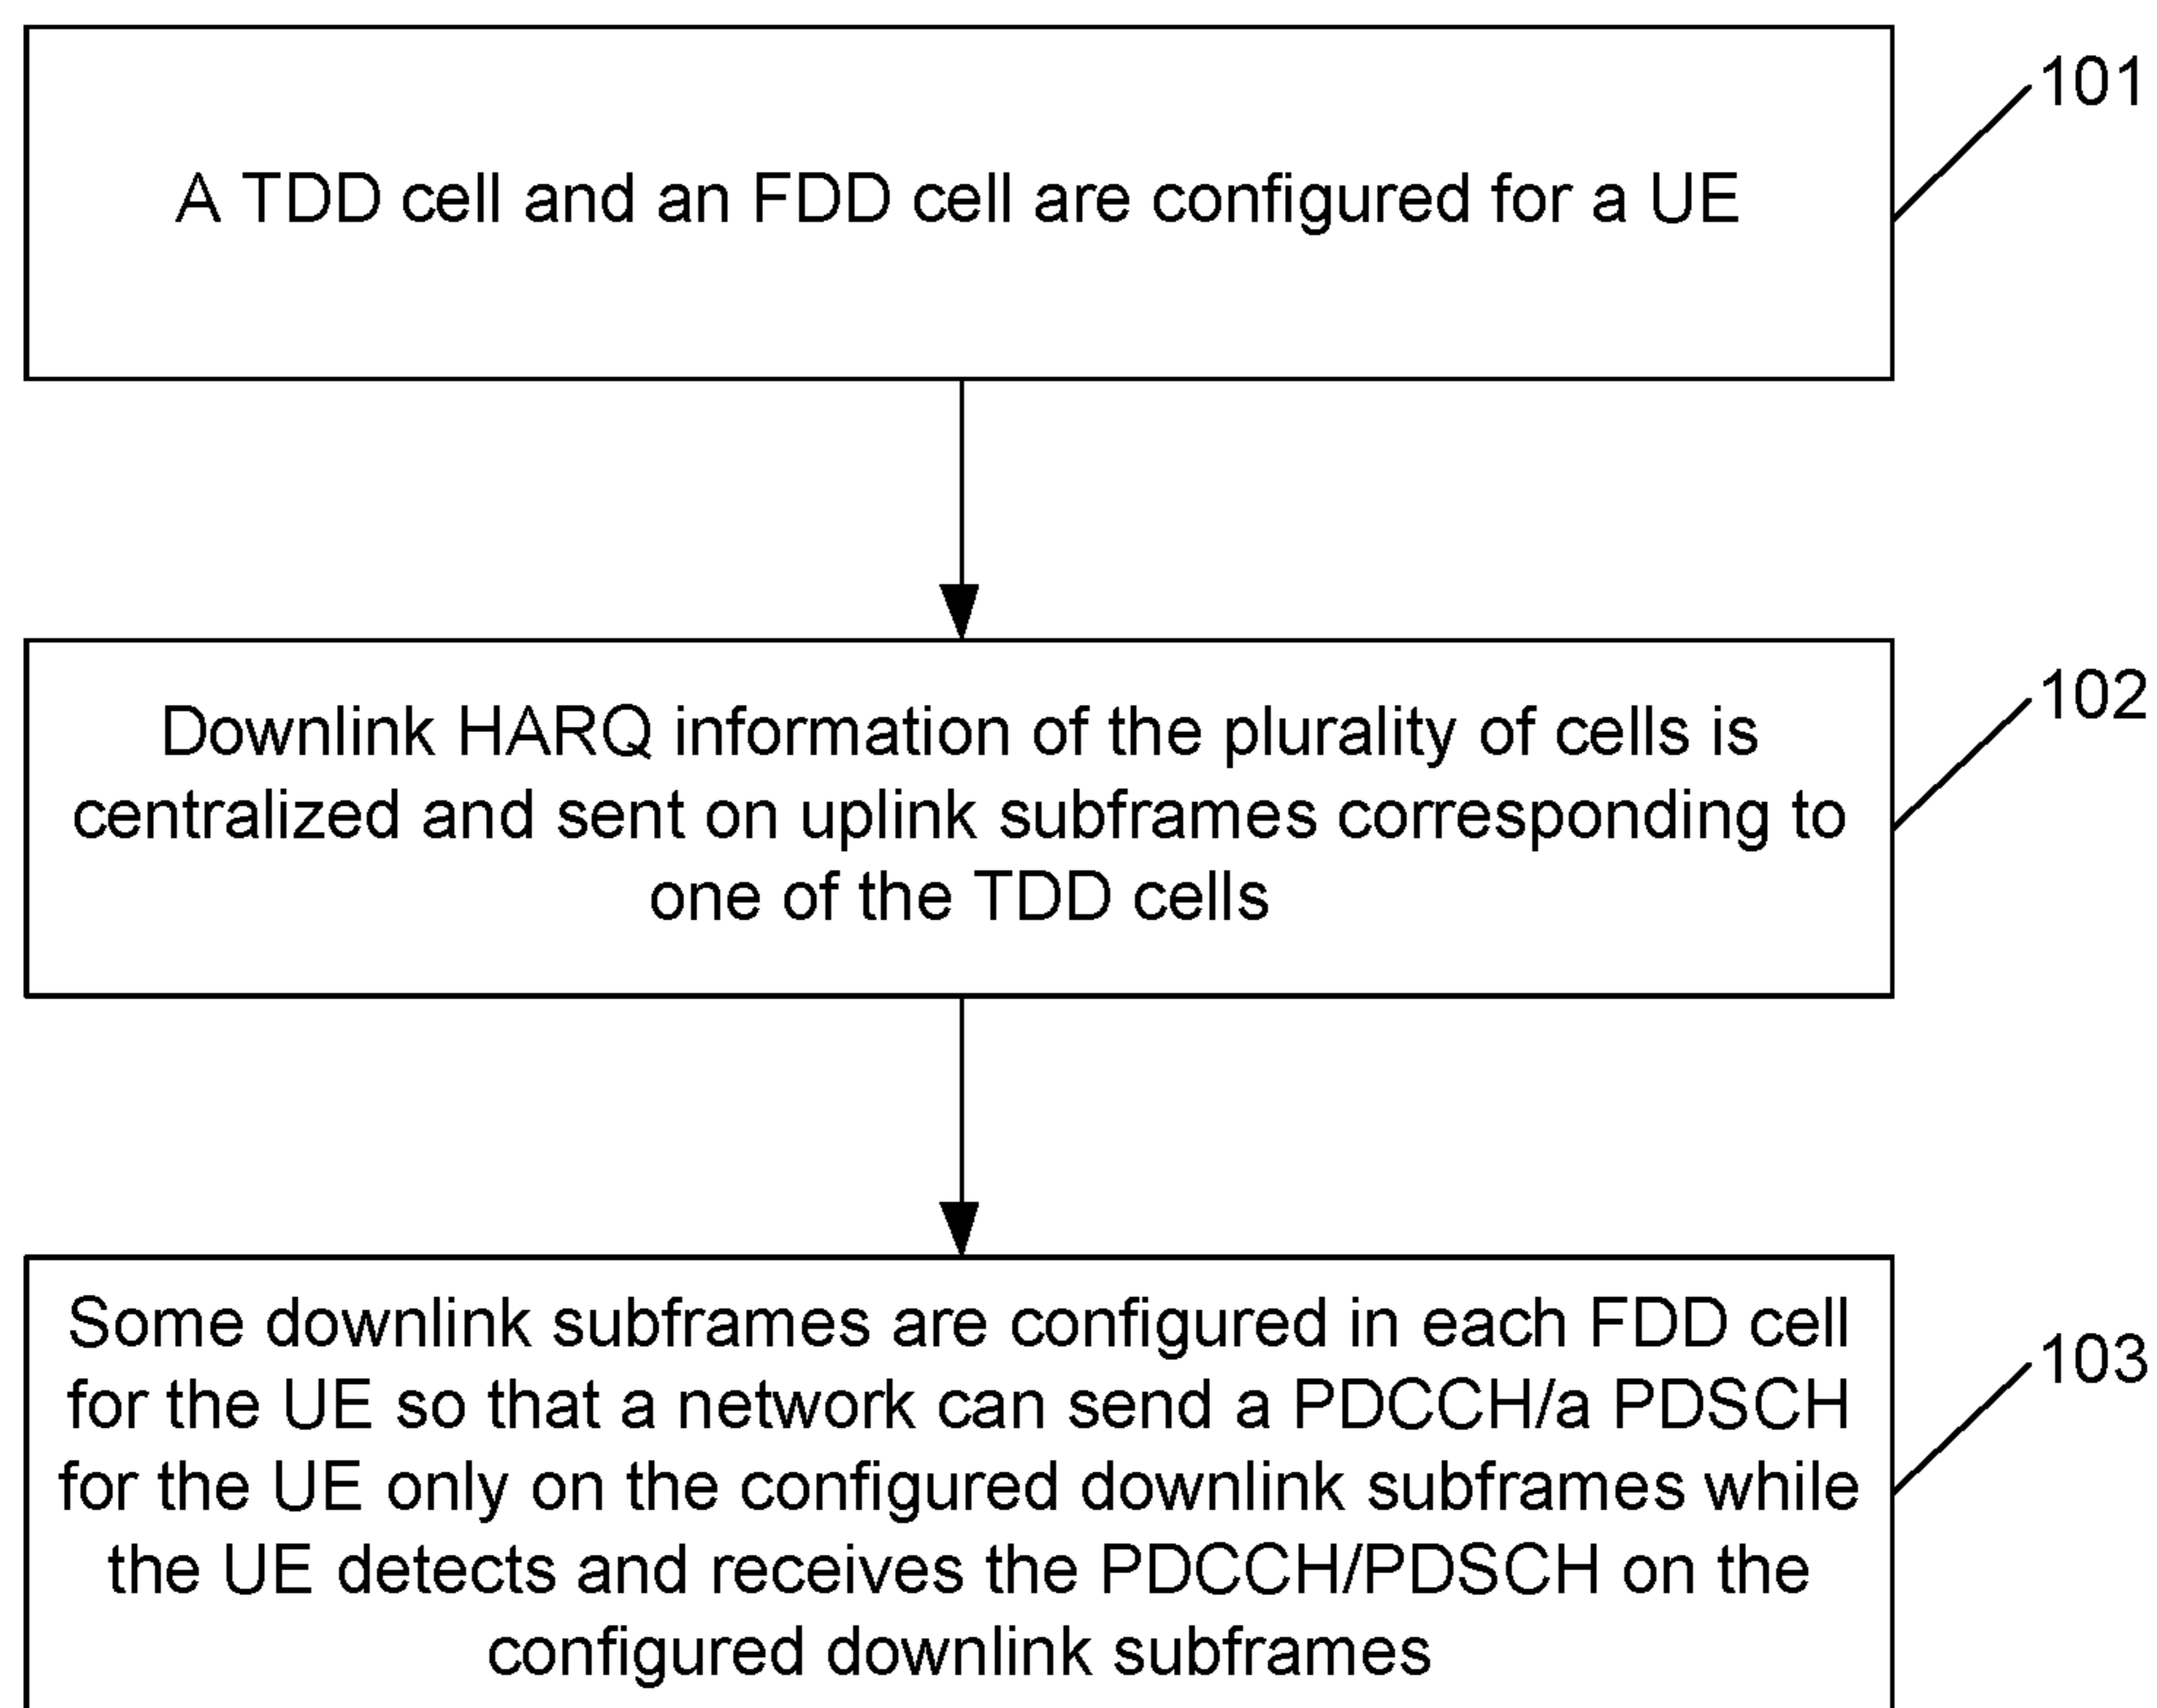 101
A TDD cell and an FDD cell are configured for a UE
102
Downlink HARQ information of the plurality of cells is
centralized and sent on uplink subframes corresponding to
one of the TDD cells
103
Some downlink subframes are configured in each FDD cell
for the UE so that a network can send a PDCCH/a PDSCH
for the UE only on the configured downlink subframes while
the UE detects and receives the PDCCH/PDSCH on the
configured downlink subframes